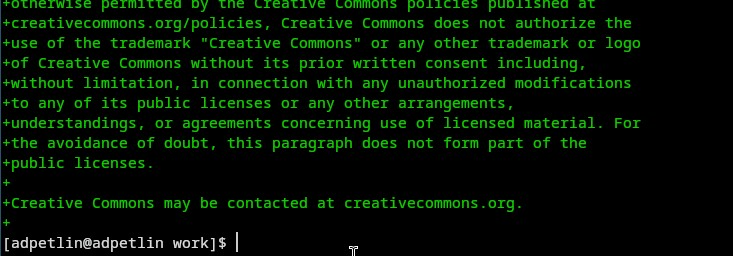 +otherwise permitted by the Creative Commons policies published at
+creativecommons.org/policies, Creative Commons does not authorize the
+use of the trademark "Creative Commons" or any other trademark or logo
+of Creative Commons without its prior written consent including,
+without limitation, in connection with any unauthorized modifications
+to any of its public licenses or any other arrangements,
+understandings, or agreements concerning use of licensed material. For
+the avoidance of doubt, this paragraph does not form part of the
+public licenses.
+
+Creative Commons may be contacted at creativecommons.org.
+
[adpetlin@adpetlin work]$